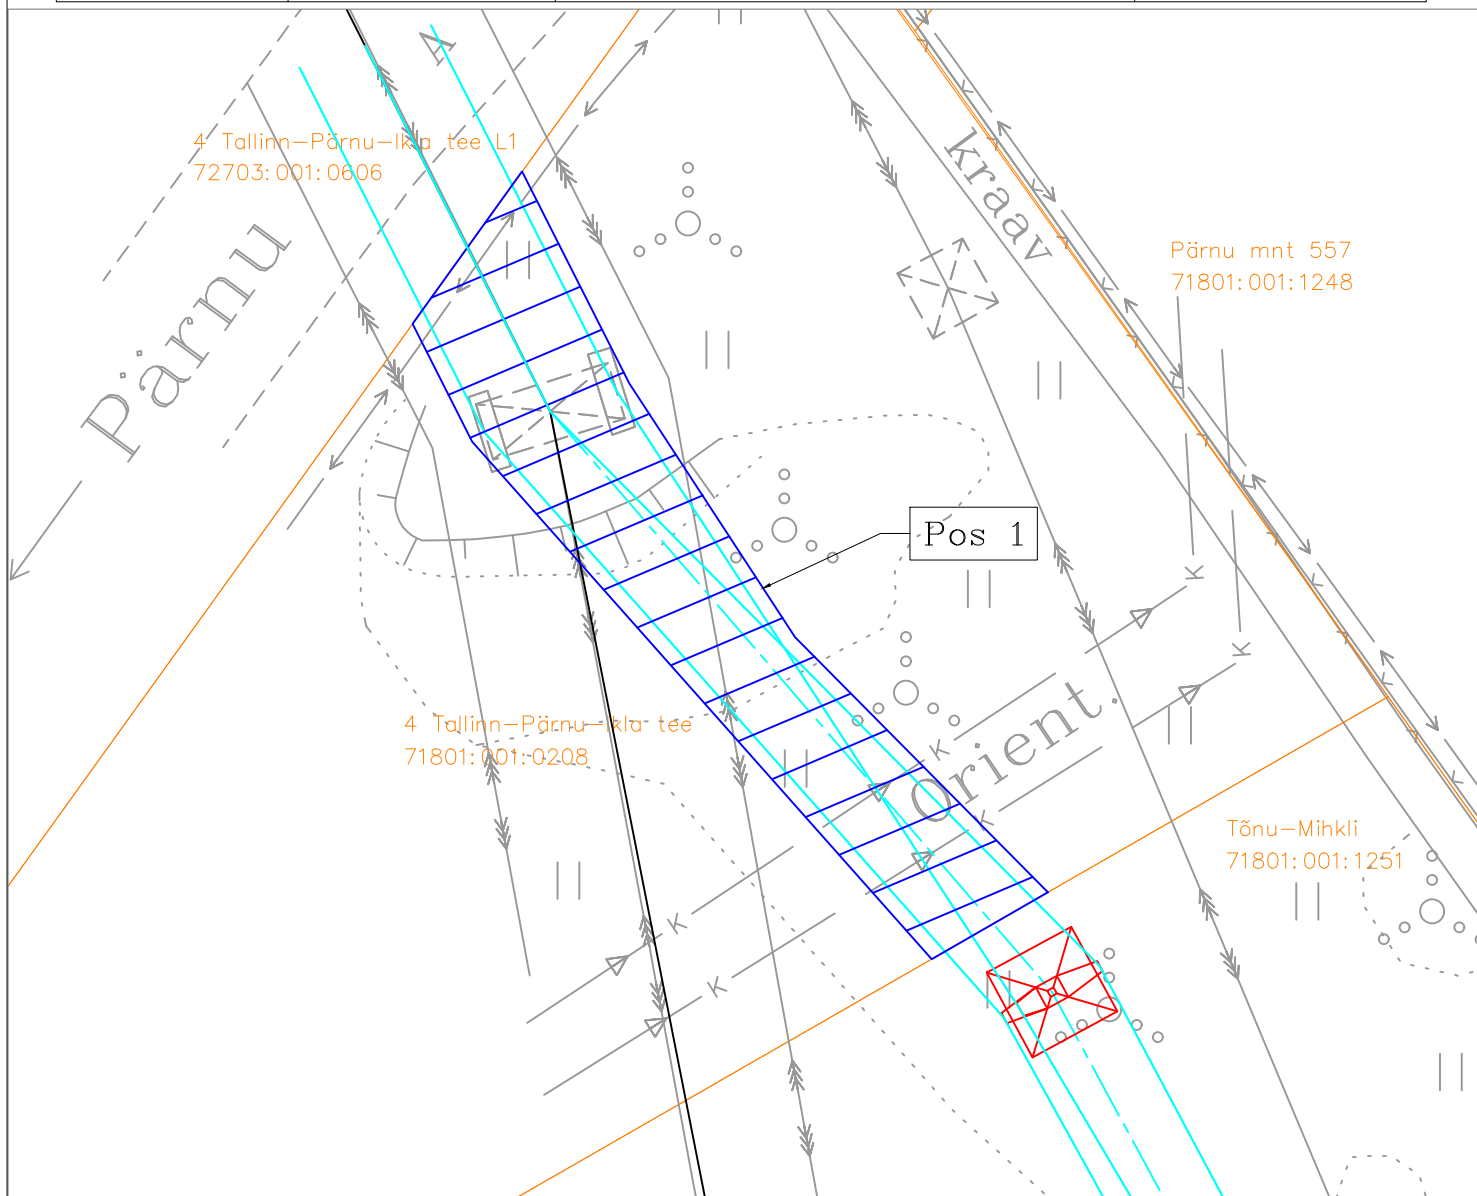 A
4 Tallinn-Pärnu-Ikla tee L1
72703:001:0606
kraav
Pärnu
Pärnu mnt 557
71801:001:1248
Pos 1
K
K
4 Tallinn-Pärnu-Ikla tee
71801:001:0208
K
Orient.
K
Tõnu-Mihkli
71801:001:1251
K
K